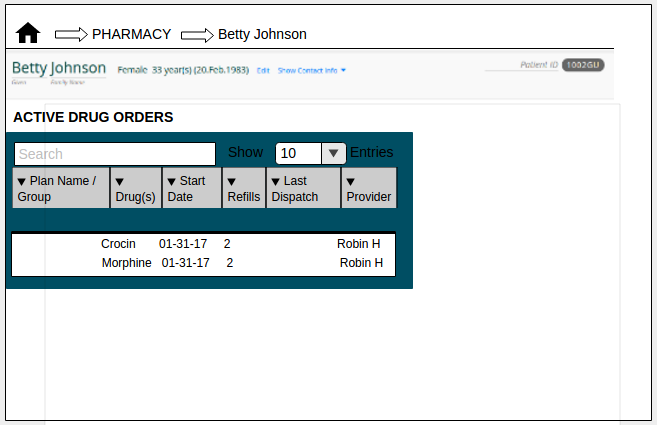 PHARMACY Betty Johnson
Betty Johnson Female 33 year(s) (20.Feb.1983) Edit Show Contact Info Patient ID 1002GU
Given Family Name
ACTIVE DRUG ORDERS
Search Show 10 Entries
Plan Name / Group Drug(s) Start Date Refills Last Dispatch Provider
Crocin 01-31-17 2 Robin H
Morphine 01-31-17 2 Robin H